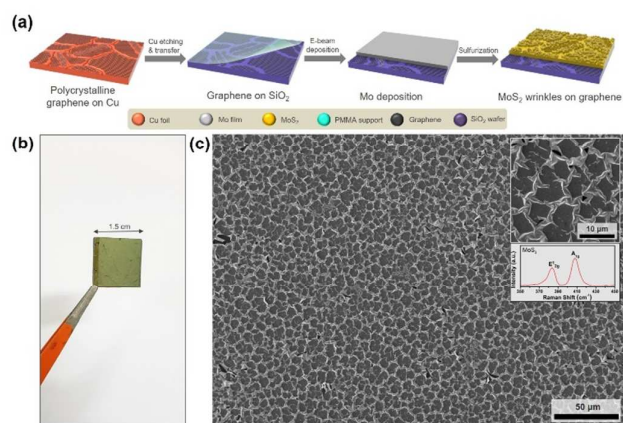 (a)
Cu etching
& transfer
E-beam
deposition
Sulfurization
Polycrystalline
graphene on Cu
Graphene on SiO₂
Mo deposition
MoS₂ wrinkles on graphene
Cu foil
Mo film
MoS₂
PMMA support
Graphene
SiO₂ wafer
(b)
1.5 cm
(c)
10 μm
MoS₂
E¹2g
A1g
Intensity (a.u.)
Raman Shift (cm⁻¹)
50 μm